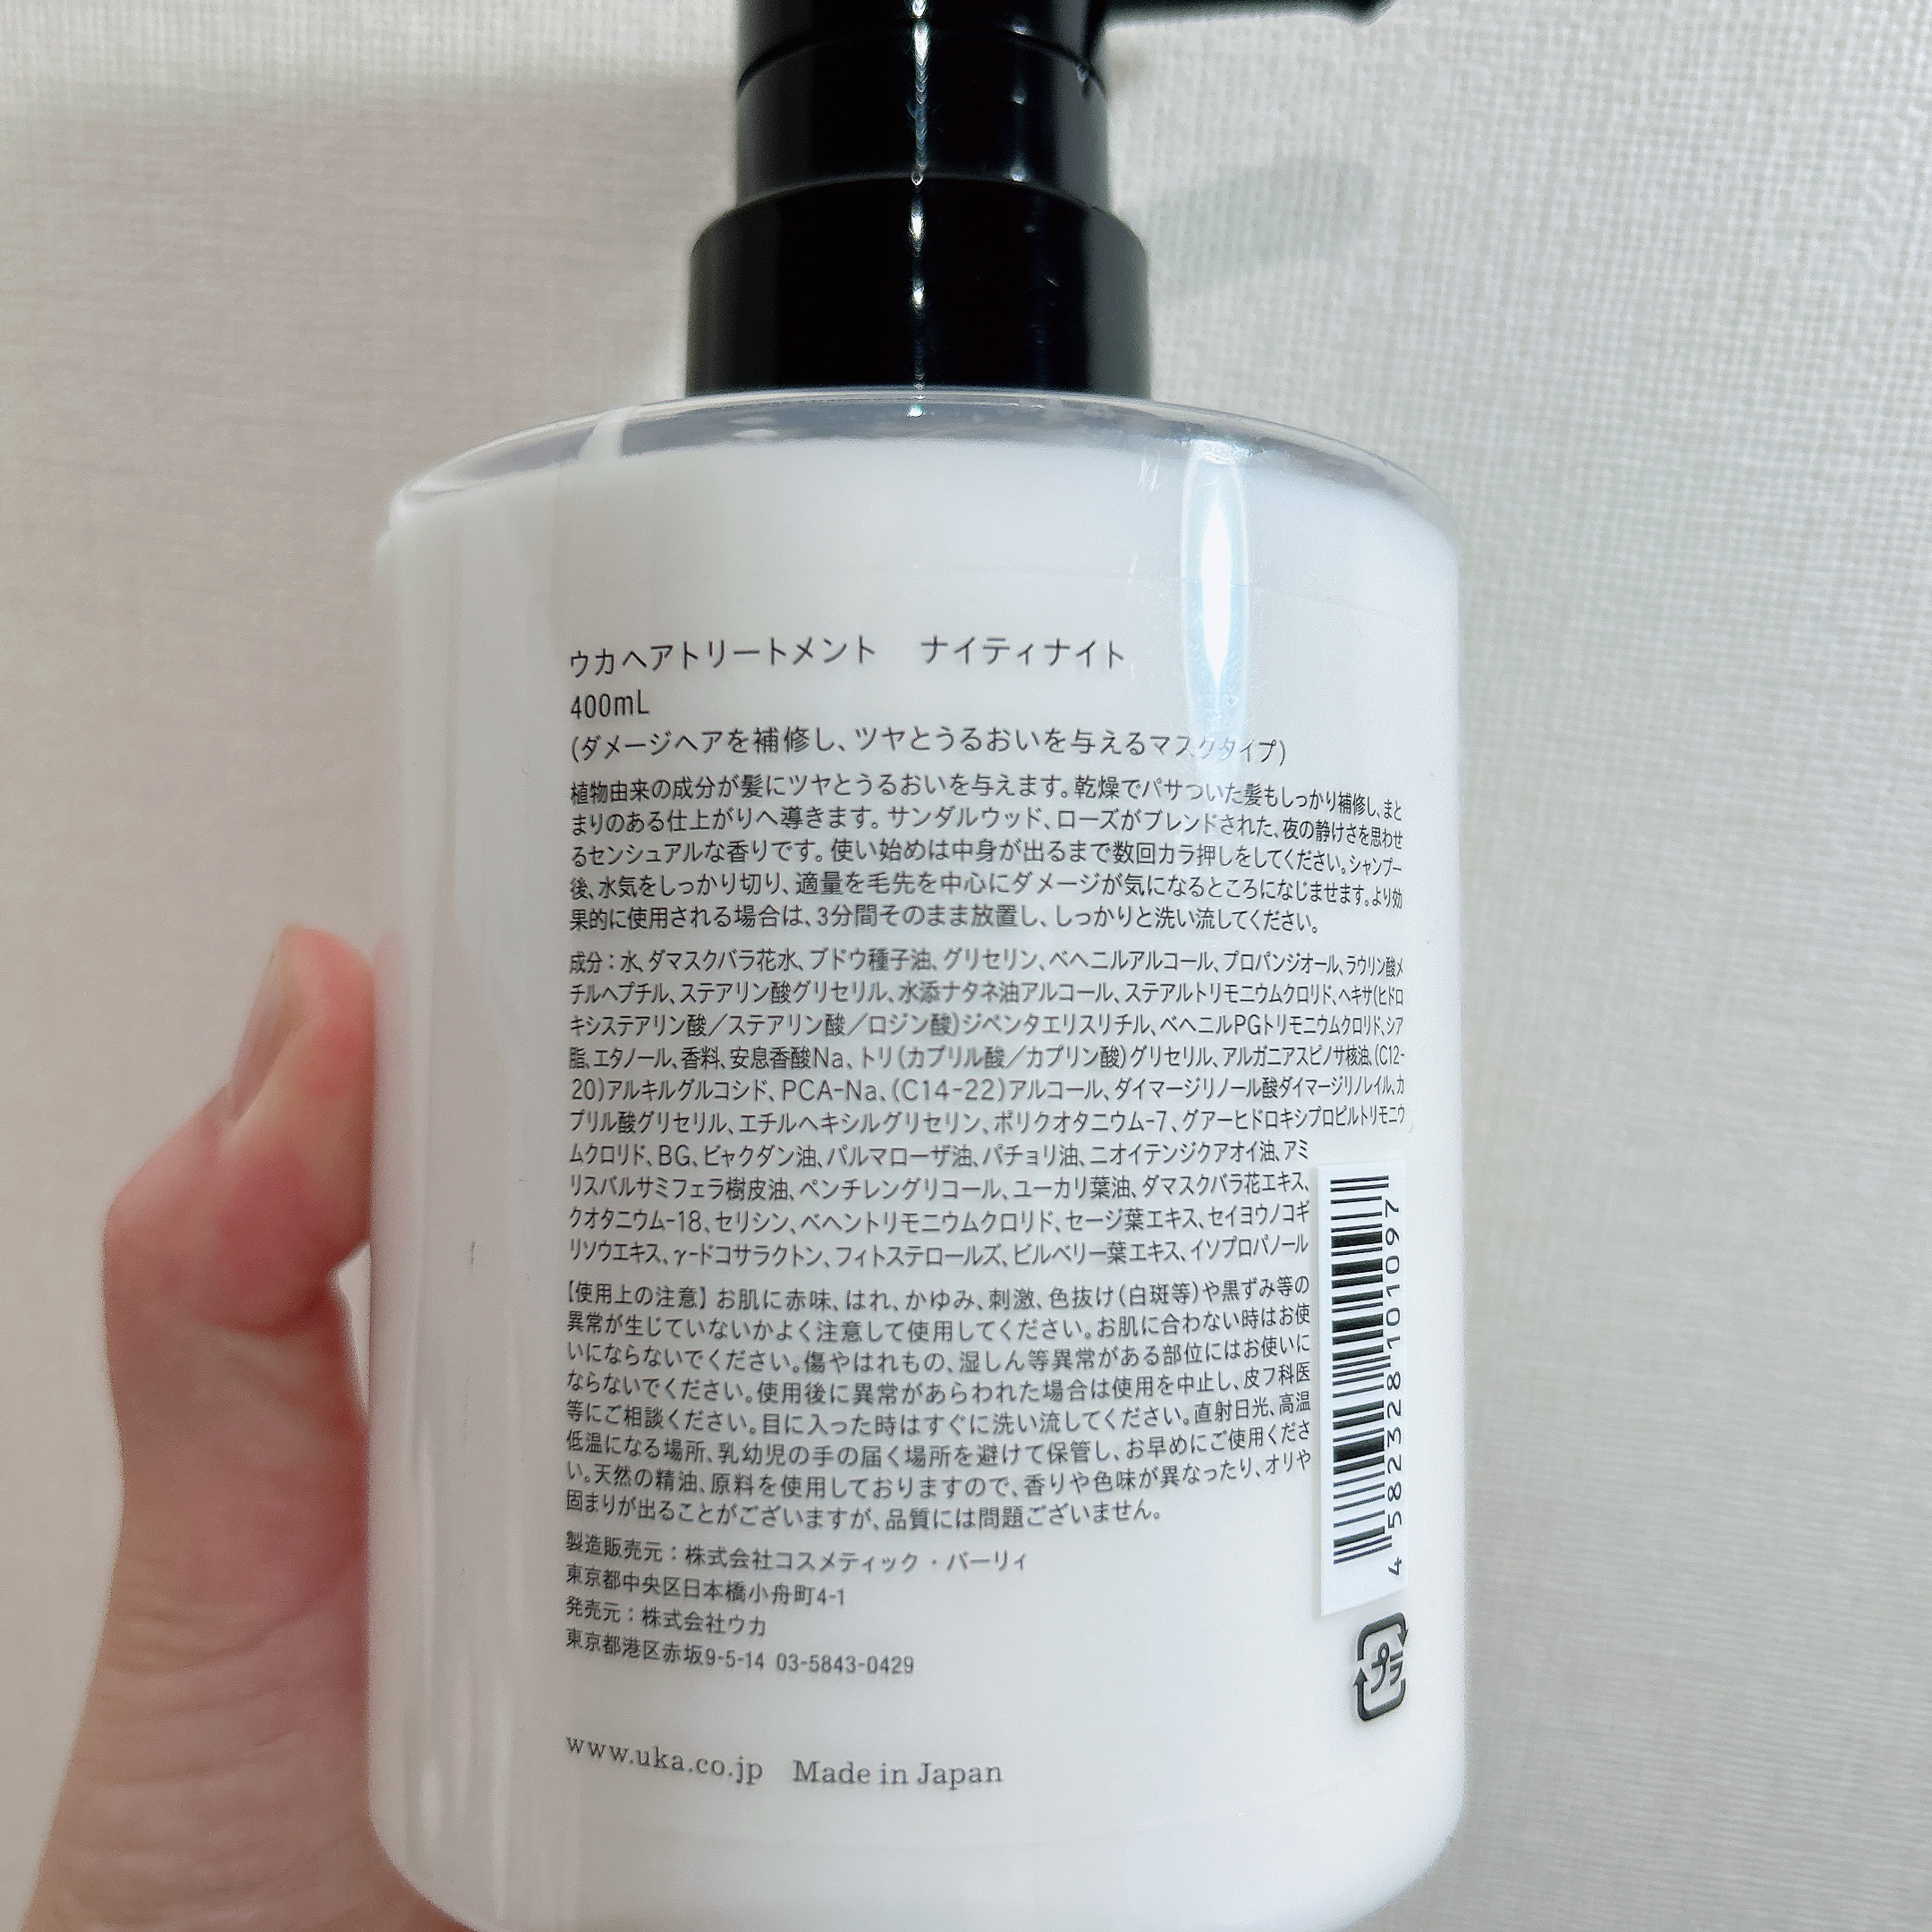 ウカヘアトリートメント　ナイティナイト
400mL
(ダメージヘアを補修し、ツヤとうるおいを与えるマスクタイプ)
植物由来の成分が髪にツヤとうるおいを与えます。乾燥でパサついた髪もしっかり補修し、まと
まりのある仕上がりへ導きます。サンダルウッド、ローズがブレンドされた、夜の静けさを思わせ
るセンシュアルな香りです。使い始めは中身が出るまで数回カラ押しをしてください。シャンプー
後、水気をしっかり切り、適量を毛先を中心にダメージが気になるところになじませます。より効
果的に使用される場合は、3分間そのまま放置し、しっかりと洗い流してください。
成分：水、ダマスクバラ花水、ブドウ種子油、グリセリン、ベヘニルアルコール、プロパンジオール、ラウリン酸メ
チルヘプチル、ステアリン酸グリセリル、水添ナタネ油アルコール、ステアルトリモニウムクロリド、ヘキサ(ヒドロ
キシステアリン酸／ステアリン酸／ロジン酸)ジペンタエリスリチル、ベヘニルPGトリモニウムクロリド、シア
脂、エタノール、香料、安息香酸Na、トリ(カプリル酸／カプリン酸)グリセリル、アルガニアスピノサ核油、(C12-
20)アルキルグルコシド、PCA-Na、(C14-22)アルコール、ダイマージリノール酸ダイマージリノレイル、カ
プリル酸グリセリル、エチルヘキシルグリセリン、ポリクオタニウム-7、グアーヒドロキシプロピルトリモニウ
ムクロリド、BG、ビャクダン油、パルマローザ油、パチョリ油、ニオイテンジクアオイ油、アミ
リスバルサミフェラ樹皮油、ペンチレングリコール、ユーカリ葉油、ダマスクバラ花エキス、
クオタニウム-18、セリシン、ベヘントリモニウムクロリド、セージ葉エキス、セイヨウノコギ
リソウエキス、γ-ドコサラクトン、フィトステロールズ、ビルベリー葉エキス、イソプロパノール
【使用上の注意】お肌に赤味、はれ、かゆみ、刺激、色抜け(白斑等)や黒ずみ等の
異常が生じていないかよく注意して使用してください。お肌に合わない時はお使
いにならないでください。傷やはれもの、湿しん等異常がある部位にはお使いに
ならないでください。使用後に異常があらわれた場合は使用を中止し、皮フ科医
等にご相談ください。目に入った時はすぐに洗い流してください。直射日光、高温
低温になる場所、乳幼児の手の届く場所を避けて保管し、お早めにご使用くださ
い。天然の精油、原料を使用しておりますので、香りや色味が異なったり、オリや
固まりが出ることがございますが、品質には問題ございません。
製造販売元：株式会社コスメティック・バーリィ
東京都中央区日本橋小舟町4-1
発売元：株式会社ウカ
東京都港区赤坂9-5-14 03-5843-0429
www.uka.co.jp　Made in Japan
4 582328 101097
プラ